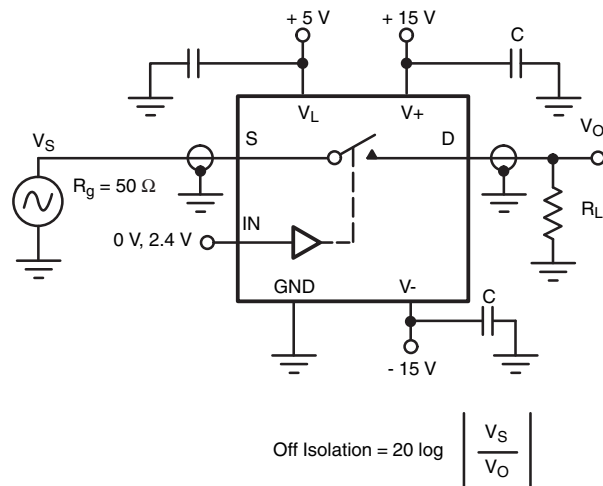 + 5 V
+ 15 V
C
V_L
V+
V_S
S
D
V_O
R_g = 50 Ω
R_L
IN
0 V, 2.4 V
GND
V-
C
- 15 V
Off Isolation = 20 log | V_S / V_O |